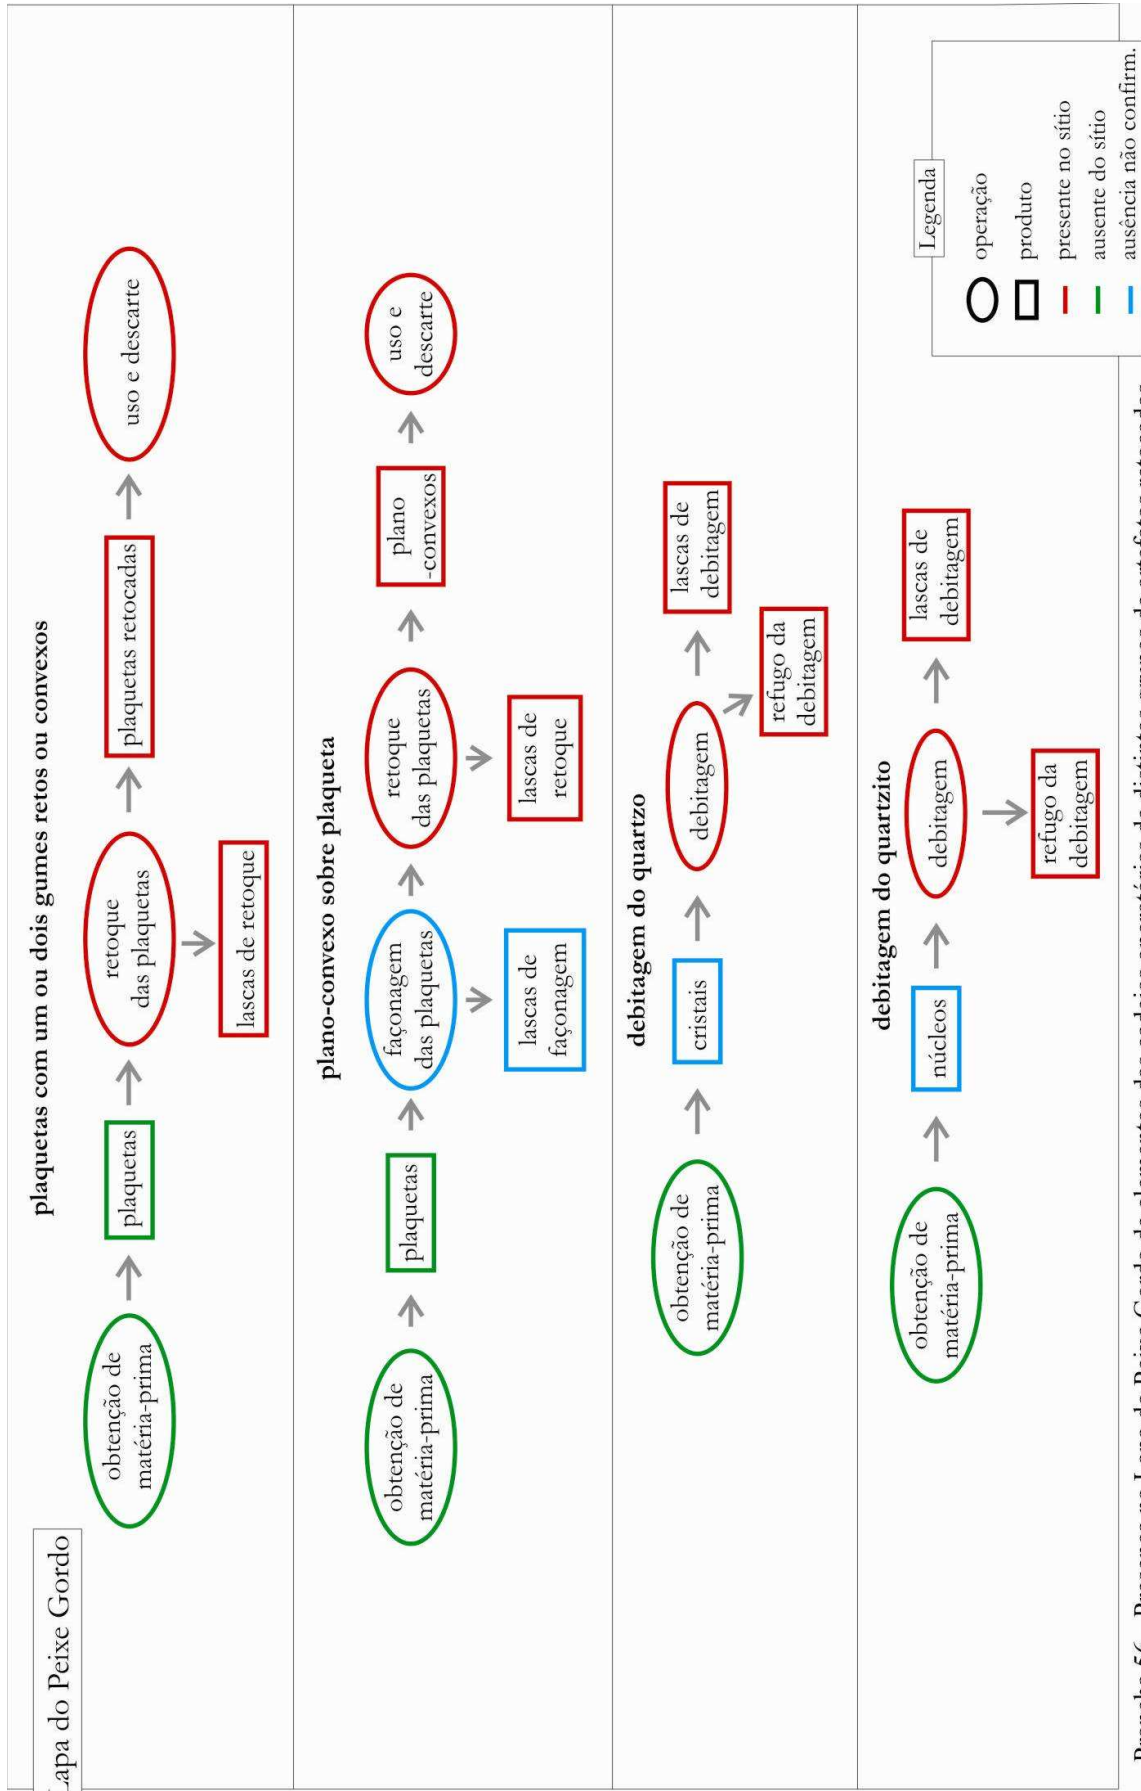 Lapa do Peixe Gordo
plaquetas com um ou dois gumes retos ou convexos
obtenção de
matéria-prima
plaquetas
retoque
das plaquetas
lascas de retoque
plaquetas retocadas
uso e descarte
plano-convexo sobre plaqueta
obtenção de
matéria-prima
plaquetas
façonagem
das plaquetas
lascas de
façonagem
retoque
das plaquetas
lascas de
retoque
plano
-convexos
uso e
descarte
debitagem do quartzo
obtenção de
matéria-prima
cristais
debitagem
lascas de
debitagem
refugo da
debitagem
debitagem do quartzito
obtenção de
matéria-prima
núcleos
debitagem
lascas de
debitagem
refugo da
debitagem
Legenda
operação
produto
presente no sítio
ausente do sítio
ausência não confirm.